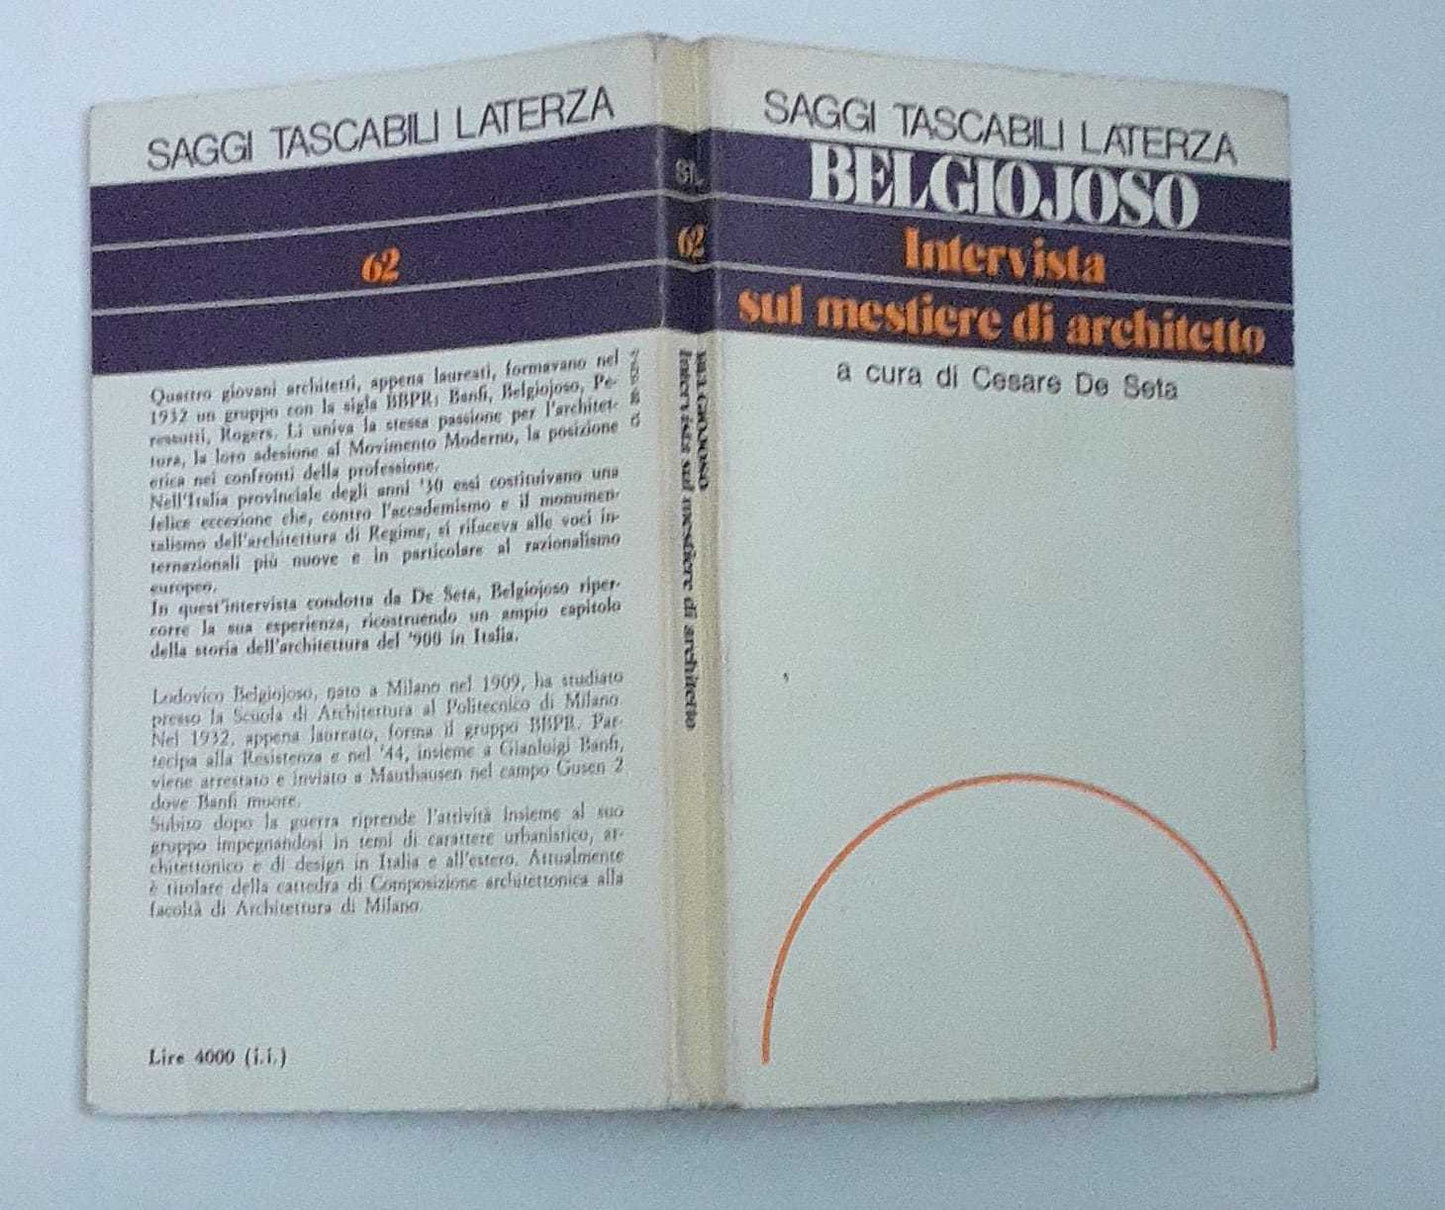 SAGGI TASCABILI LATERZA
62
Quattro giovani architetti, appena laureati, formavano nel
1932 un gruppo con la sigla BBPR: Banfi, Belgiojoso, Pe-
ressutti, Rogers. Li univa la stessa passione per l'architet-
tura, la loro adesione al Movimento Moderno, la posizione
etica nei confronti della professione.
Nell'Italia provinciale degli anni '30 essi costituivano una
felice eccezione che, contro l'accademismo e il monumen-
talismo dell'architettura di Regime, si rifaceva alle voci in-
ternazionali più nuove e in particolare al razionalismo
europeo.
In quest'intervista condotta da De Seta, Belgiojoso riper-
corre la sua esperienza, ricostruendo un ampio capitolo
della storia dell'architettura del '900 in Italia.
Lodovico Belgiojoso, nato a Milano nel 1909, ha studiato
presso la Scuola di Architettura al Politecnico di Milano.
Nel 1932, appena laureato, forma il gruppo BBPR. Par-
tecipa alla Resistenza e nel '44, insieme a Gianluigi Banfi,
viene arrestato e inviato a Mauthausen nel campo Gusen 2
dove Banfi muore.
Subito dopo la guerra riprende l'attività insieme al suo
gruppo impegnandosi in temi di carattere urbanistico, ar-
chitettonico e di design in Italia e all'estero. Attualmente
è titolare della cattedra di Composizione architettonica alla
facoltà di Architettura di Milano.
Lire 4000 (i.i.)
62
BELGIOJOSO
Intervista sul mestiere di architetto
SAGGI TASCABILI LATERZA
BELGIOJOSO
Intervista
sul mestiere di architetto
a cura di Cesare De Seta